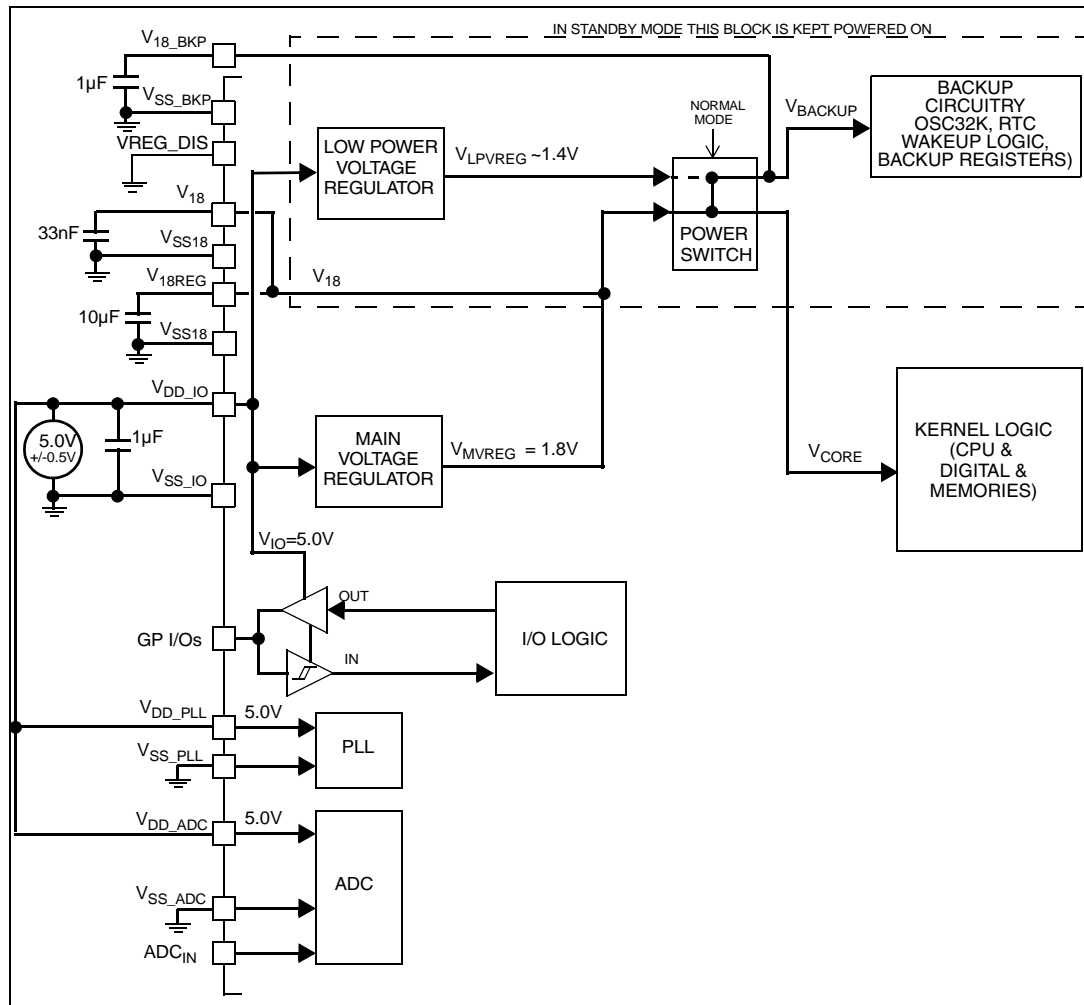 IN STANDBY MODE THIS BLOCK IS KEPT POWERED ON
V18_BKP
1µF
VSS_BKP
VREG_DIS
V18
33nF
VSS18
V18REG
10µF
VSS18
LOW POWER
VOLTAGE
REGULATOR
VLPVREG ~1.4V
NORMAL
MODE
POWER
SWITCH
VBACKUP
BACKUP
CIRCUITRY
OSC32K, RTC
WAKEUP LOGIC,
BACKUP REGISTERS)
V18
VDD_IO
5.0V
+/-0.5V
1µF
VSS_IO
MAIN
VOLTAGE
REGULATOR
VMVREG = 1.8V
VCORE
KERNEL LOGIC
(CPU &
DIGITAL &
MEMORIES)
VIO=5.0V
OUT
GP I/Os
IN
I/O LOGIC
VDD_PLL
5.0V
VSS_PLL
PLL
VDD_ADC
5.0V
VSS_ADC
ADC
ADCIN